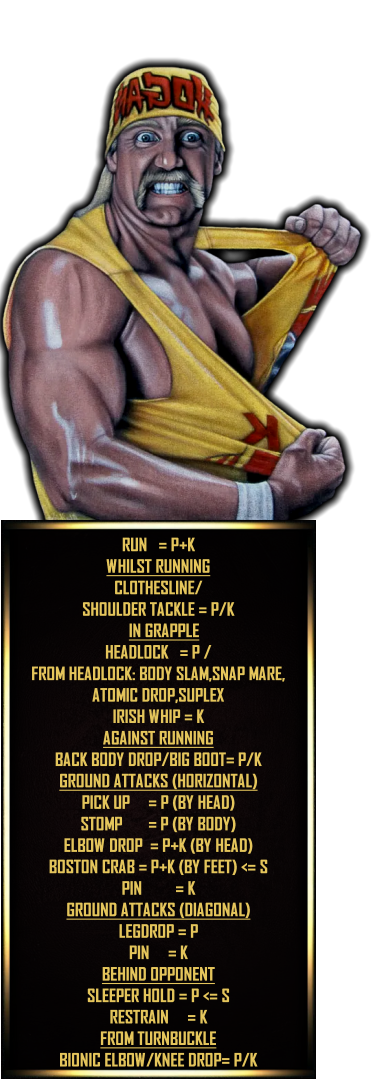 HOGAN
RUN = P+K
WHILST RUNNING
CLOTHESLINE/
SHOULDER TACKLE = P/K
IN GRAPPLE
HEADLOCK = P /
FROM HEADLOCK: BODY SLAM,SNAP MARE,
ATOMIC DROP,SUPLEX
IRISH WHIP = K
AGAINST RUNNING
BACK BODY DROP/BIG BOOT= P/K
GROUND ATTACKS (HORIZONTAL)
PICK UP = P (BY HEAD)
STOMP = P (BY BODY)
ELBOW DROP = P+K (BY HEAD)
BOSTON CRAB = P+K (BY FEET) <= S
PIN = K
GROUND ATTACKS (DIAGONAL)
LEGDROP = P
PIN = K
BEHIND OPPONENT
SLEEPER HOLD = P <= S
RESTRAIN = K
FROM TURNBUCKLE
BIONIC ELBOW/KNEE DROP= P/K